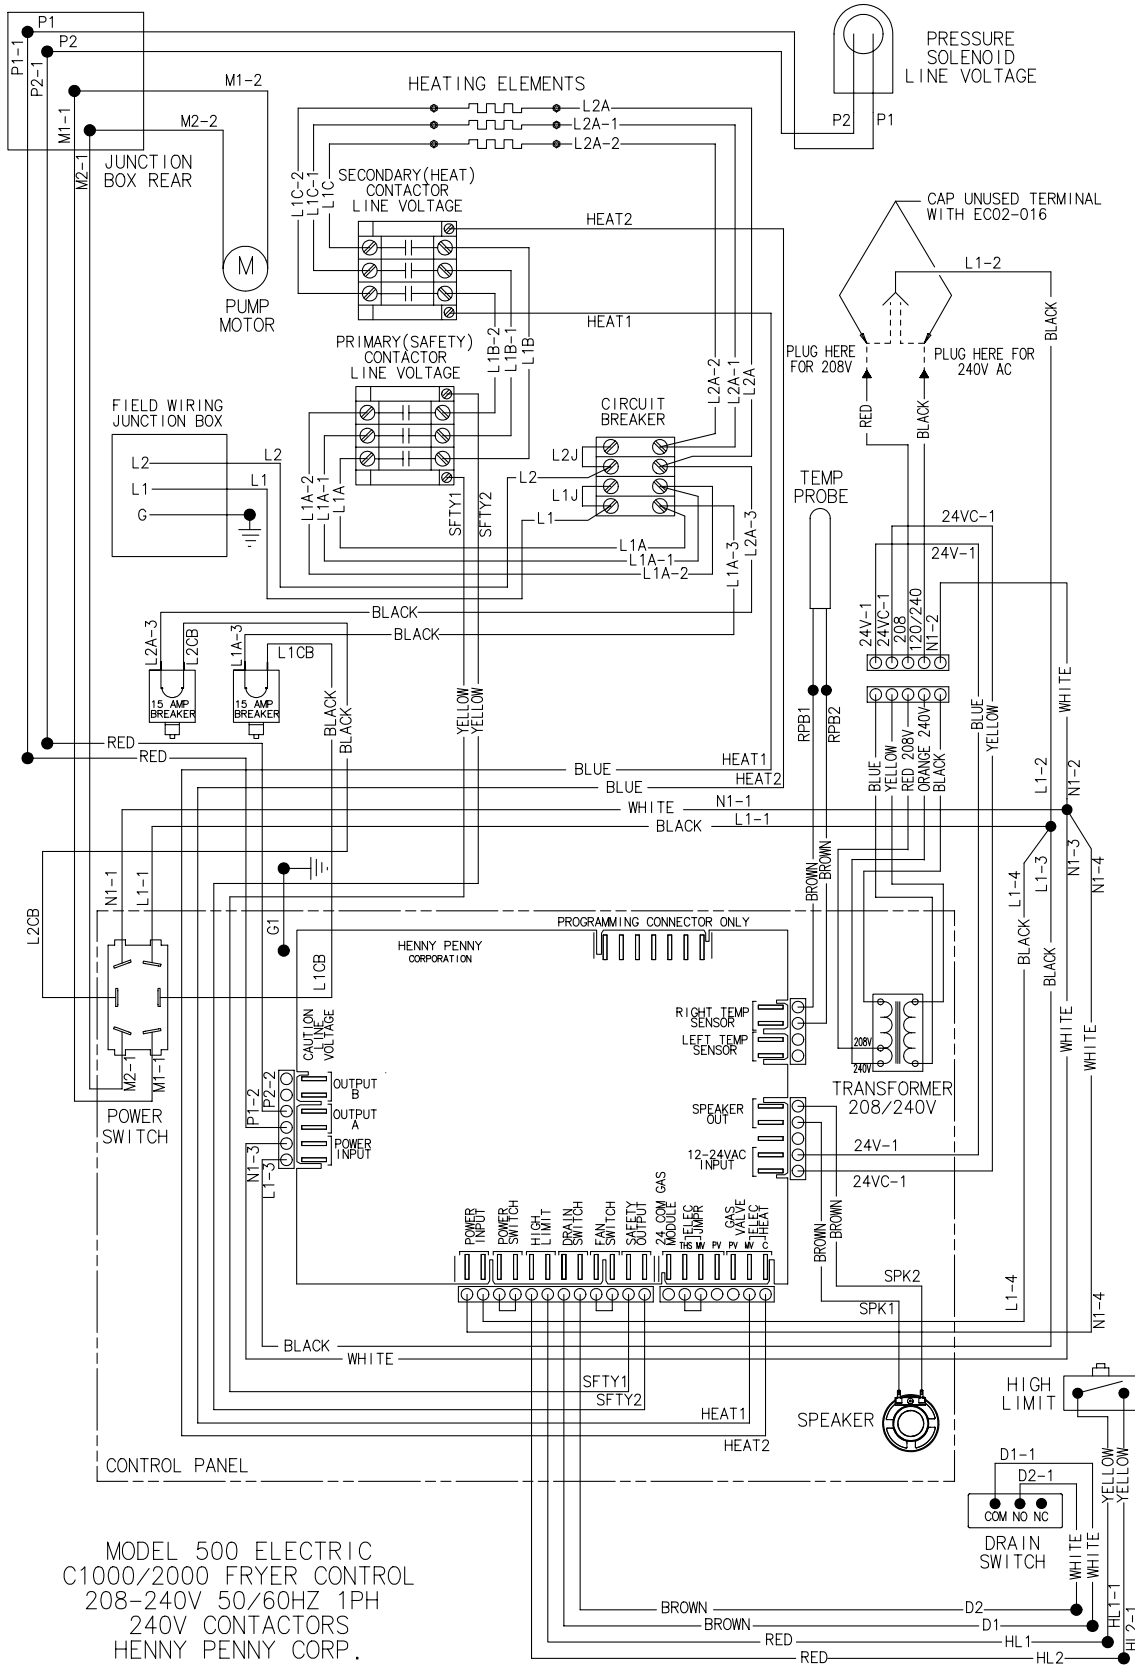 P1
P2
P1-1
P2-1
M1-1
M2-1
M1-2
M2-2
JUNCTION
BOX REAR
M
PUMP
MOTOR
HEATING ELEMENTS
L2A
L2A-1
L2A-2
L1C-2
L1C-1
L1C
SECONDARY(HEAT)
CONTACTOR
LINE VOLTAGE
HEAT2
HEAT1
PRIMARY(SAFETY)
CONTACTOR
LINE VOLTAGE
L1B-2
L1B-1
L1B
PRESSURE
SOLENOID
LINE VOLTAGE
P2
P1
CAP UNUSED TERMINAL
WITH EC02-016
L1-2
BLACK
PLUG HERE
FOR 208V
PLUG HERE FOR
240V AC
RED
BLACK
FIELD WIRING
JUNCTION BOX
L2
L1
G
L2
L1
L1A-2
L1A-1
L1A
SFTY1
SFTY2
CIRCUIT
BREAKER
L2J
L2
L1J
L1
L2A-2
L2A-1
L2A
L1A
L1A-1
L1A-2
L1A-3
L2A-3
TEMP
PROBE
24VC-1
24V-1
24V-1
24VC-1
208
120/240
N1-2
BLACK
BLACK
L2A-3
L2CB
L1A-3
L1CB
15 AMP
BREAKER
15 AMP
BREAKER
BLACK
BLACK
YELLOW
YELLOW
RPB1
RPB2
BLUE
YELLOW
WHITE
BLUE
YELLOW
RED 208V
ORANGE 240V
BLACK
L1-2
N1-2
RED
RED
BLUE
HEAT1
BLUE
HEAT2
WHITE
N1-1
BLACK
L1-1
BROWN
BROWN
L1-4
L1-3
N1-3
N1-4
L2CB
N1-1
L1-1
G1
L1CB
BLACK
BLACK
WHITE
WHITE
HENNY PENNY
CORPORATION
PROGRAMMING CONNECTOR ONLY
CAUTION
LINE
VOLTAGE
RIGHT TEMP
SENSOR
LEFT TEMP
SENSOR
208V
240V
TRANSFORMER
208/240V
M2-1
M1-1
POWER
SWITCH
P1-2
P2-2
N1-3
L1-3
OUTPUT
B
OUTPUT
A
POWER
INPUT
SPEAKER
OUT
12-24VAC
INPUT
24V-1
24VC-1
POWER
INPUT
POWER
SWITCH
HIGH
LIMIT
DRAIN
SWITCH
FAN
SWITCH
SAFETY
OUTPUT
24 COM GAS
MODULE
ELEC
JMPR
GAS
VALVE
ELEC
HEAT
THS
MV
PV
PV
MV
C
BROWN
BROWN
SPK2
SPK1
SPEAKER
L1-4
N1-4
BLACK
WHITE
SFTY1
SFTY2
HEAT1
HEAT2
CONTROL PANEL
HIGH
LIMIT
YELLOW
YELLOW
D1-1
D2-1
COM NO NC
DRAIN
SWITCH
WHITE
WHITE
HL1-1
HL2-1
BROWN
D2
BROWN
D1
RED
HL1
RED
HL2
MODEL 500 ELECTRIC
C1000/2000 FRYER CONTROL
208-240V 50/60HZ 1PH
240V CONTACTORS
HENNY PENNY CORP.